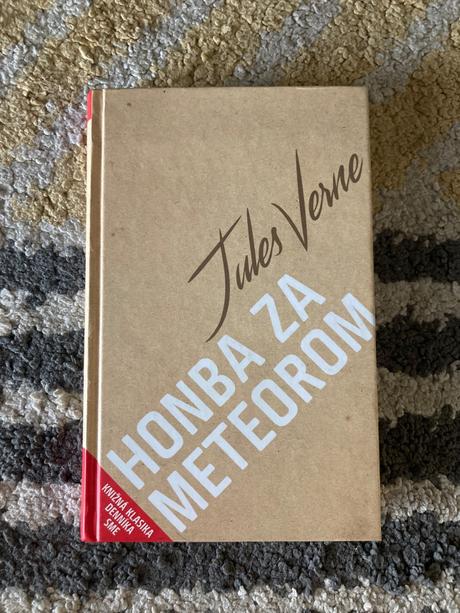 Jules Verne
HONBA ZA
METEOROM
KNIŽNÁ KLASIKA
DENNÍKA
SME